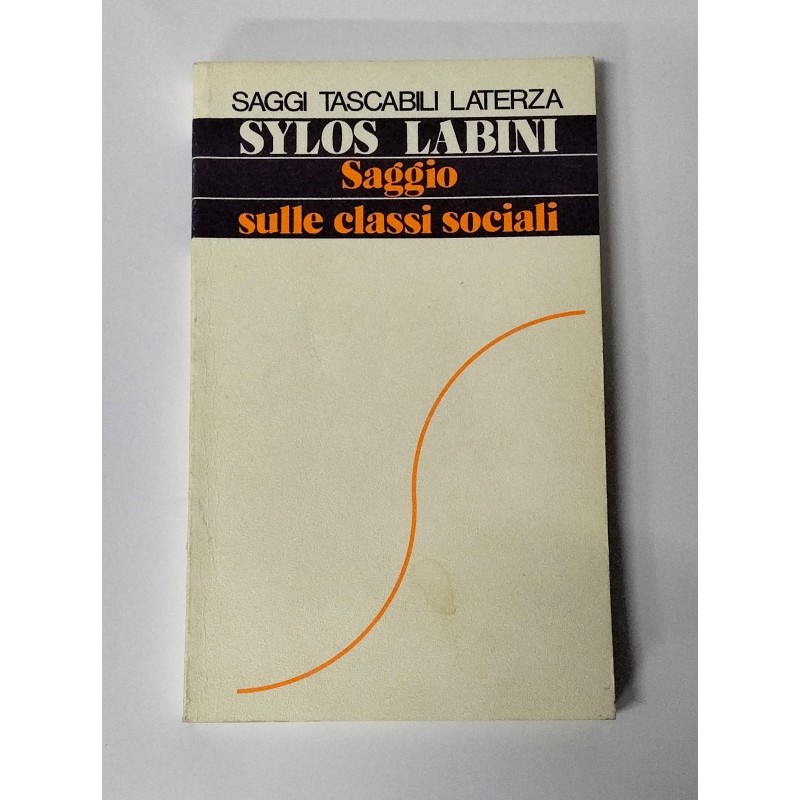 SAGGI TASCABILI LATERZA
SYLOS LABINI
Saggio
sulle classi sociali